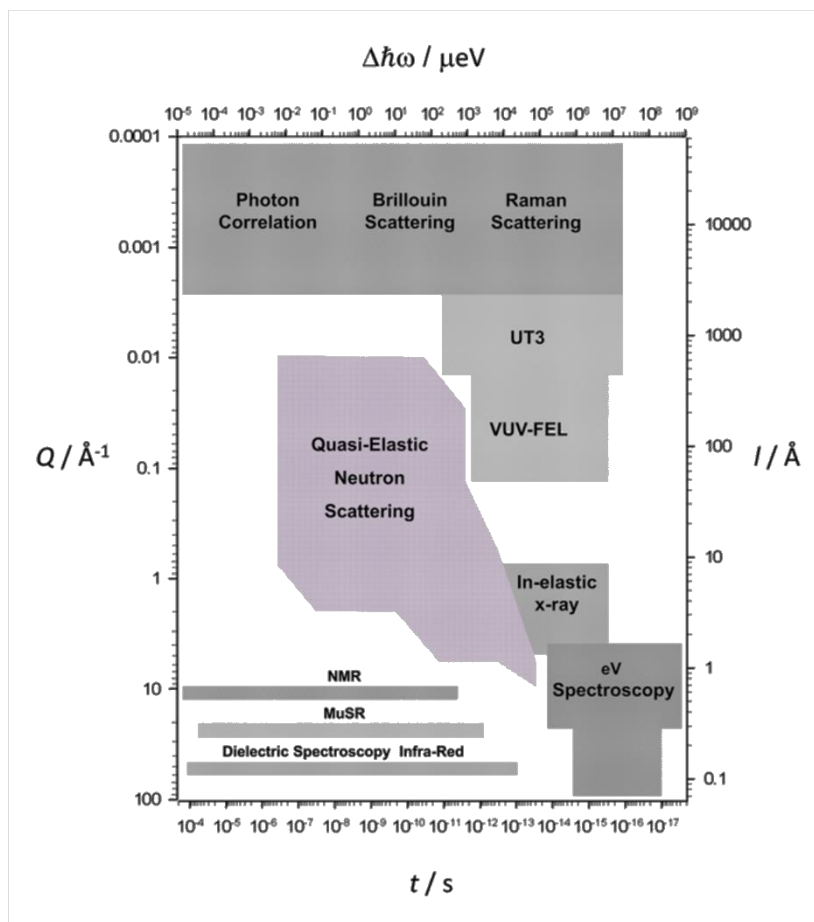 Δħω / μeV
10⁻⁵ 10⁻⁴ 10⁻³ 10⁻² 10⁻¹ 10⁰ 10¹ 10² 10³ 10⁴ 10⁵ 10⁶ 10⁷ 10⁸ 10⁹
0.0001
Photon Correlation
Brillouin Scattering
Raman Scattering
10000
0.001
UT3
1000
0.01
VUV-FEL
Quasi-Elastic
Neutron
Scattering
Q / Å⁻¹
100
l / Å
0.1
10
1
In-elastic
x-ray
eV
Spectroscopy
1
NMR
10
MuSR
Dielectric Spectroscopy Infra-Red
0.1
100
10⁻⁴ 10⁻⁵ 10⁻⁶ 10⁻⁷ 10⁻⁸ 10⁻⁹ 10⁻¹⁰ 10⁻¹¹ 10⁻¹² 10⁻¹³ 10⁻¹⁴ 10⁻¹⁵ 10⁻¹⁶ 10⁻¹⁷
t / s